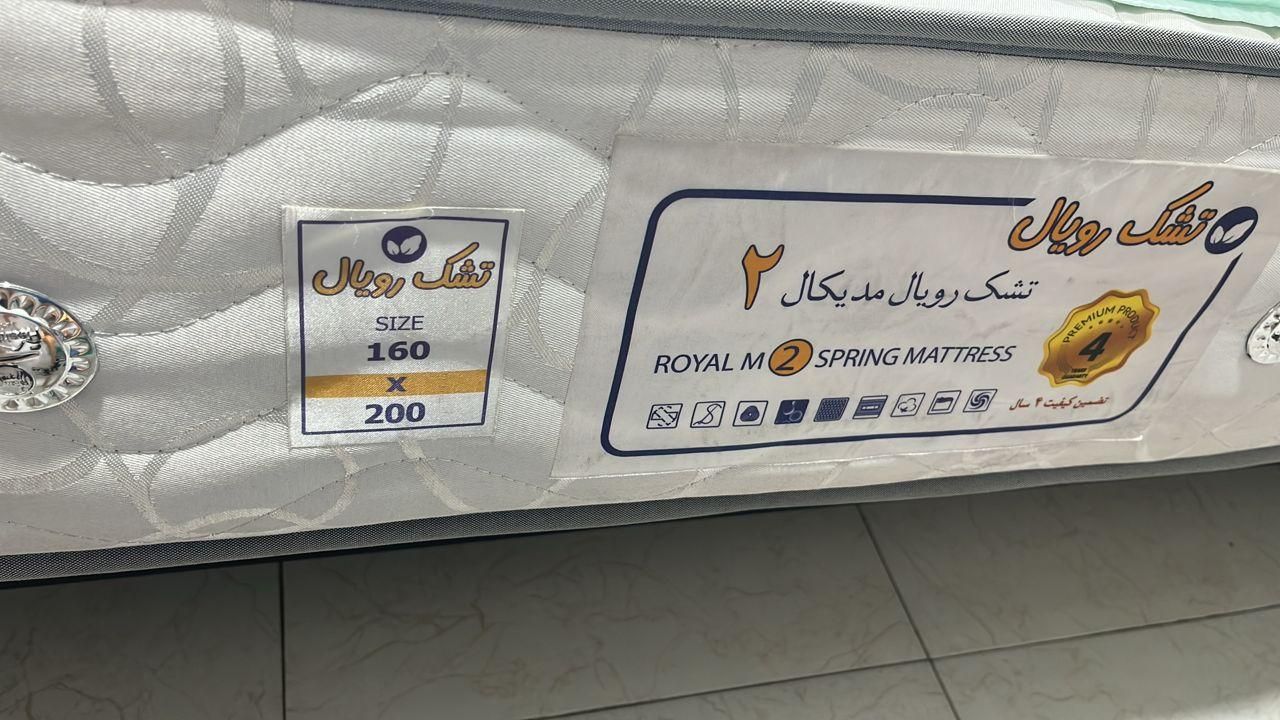 تشک رویال
SIZE
160
X
200
تشک رویال
تشک رویال مدیکال ۲
ROYAL M 2 SPRING MATTRESS
PREMIUM PRODUCT
4
تضمین کیفیت ۴ سال